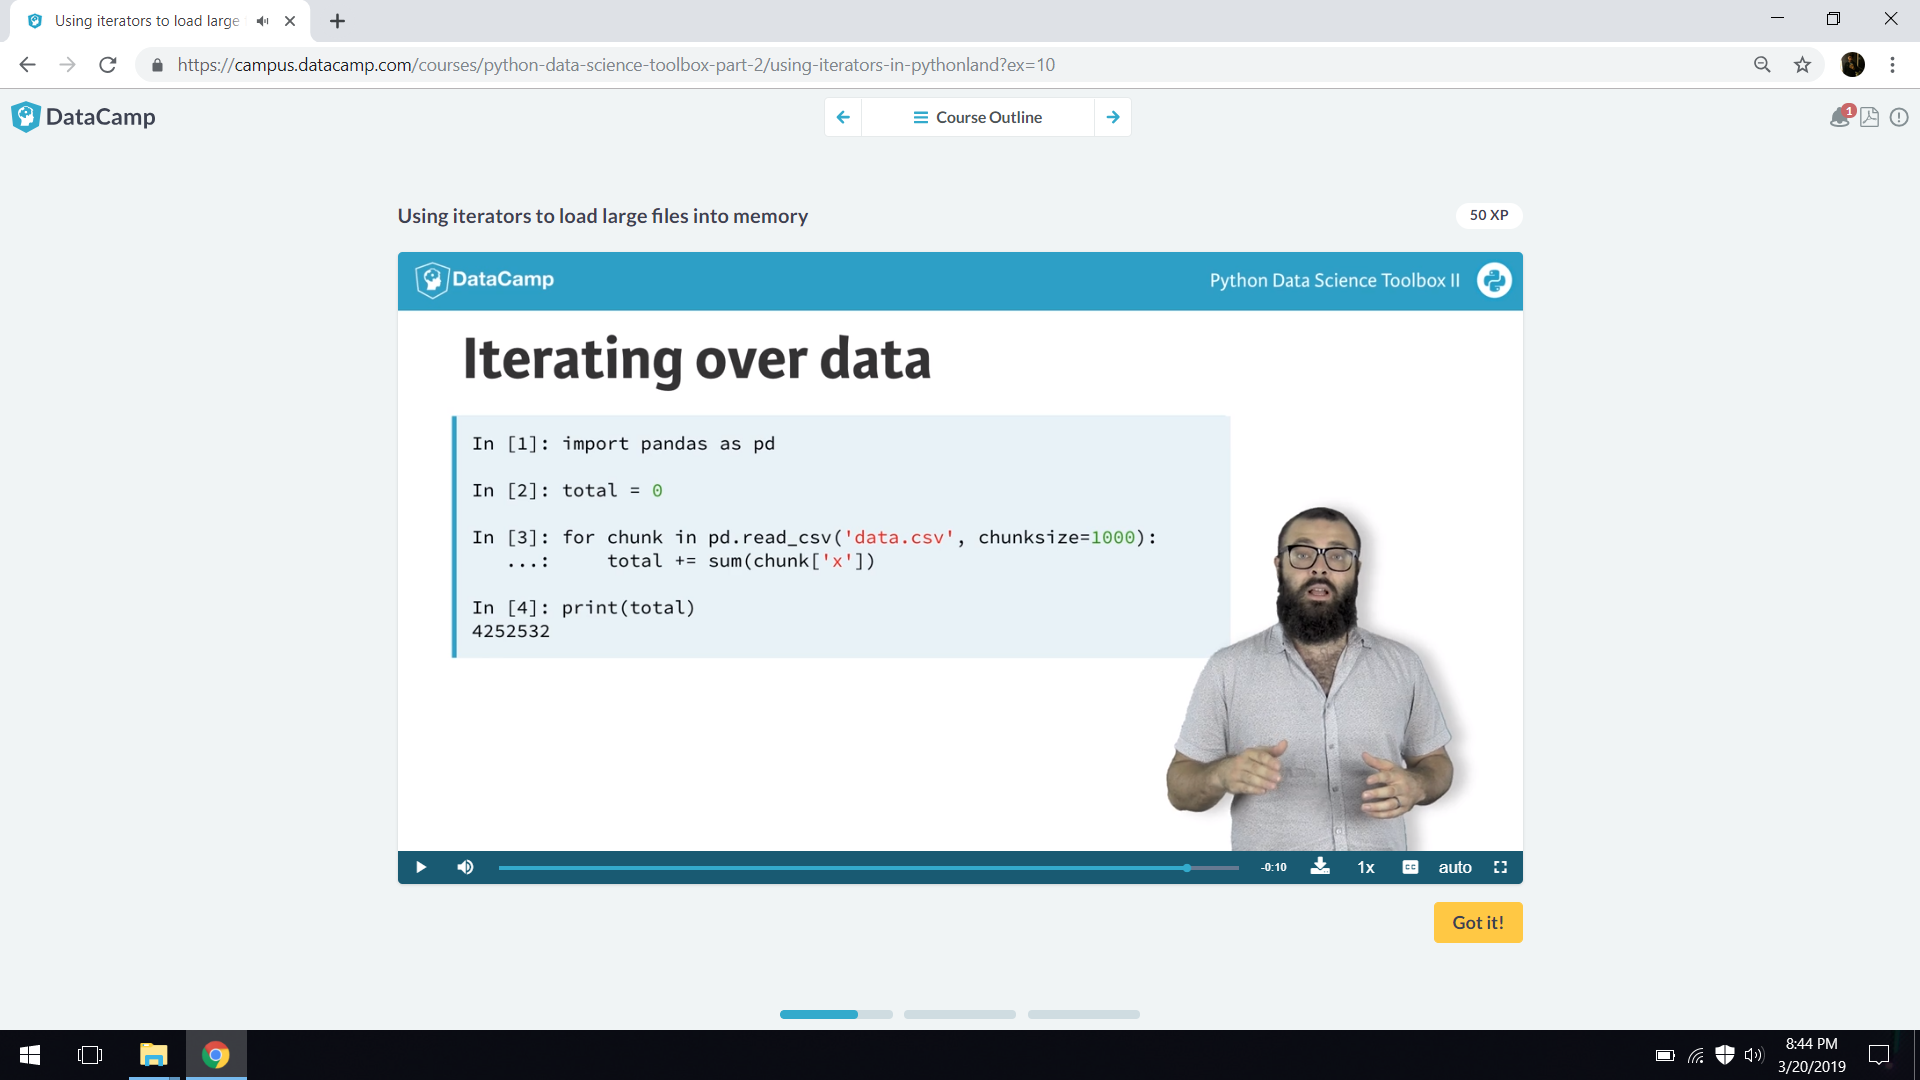 Using iterators to load large
https://campus.datacamp.com/courses/python-data-science-toolbox-part-2/using-iterators-in-pythonland?ex=10
DataCamp
Course Outline
1
Using iterators to load large files into memory
50 XP
DataCamp
Python Data Science Toolbox II
Iterating over data
In [1]: import pandas as pd
In [2]: total = 0
In [3]: for chunk in pd.read_csv('data.csv', chunksize=1000):
...: total += sum(chunk['x'])
In [4]: print(total)
4252532
-0:10
1x
CC
auto
Got it!
8:44 PM
3/20/2019